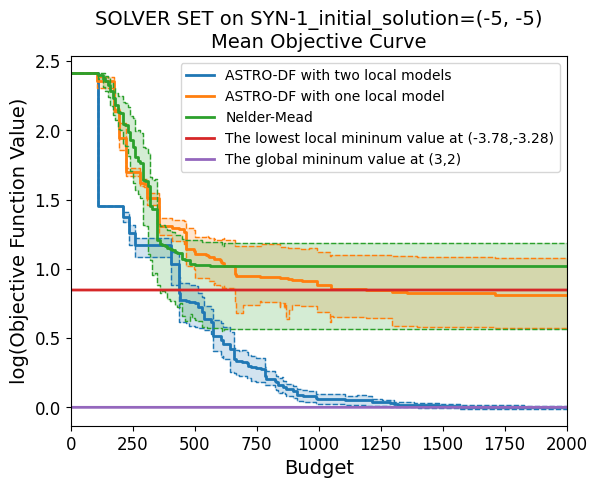 SOLVER SET on SYN-1_initial_solution=(-5, -5)
Mean Objective Curve
log(Objective Function Value)
2.5
2.0
1.5
1.0
0.5
0.0
ASTRO-DF with two local models
ASTRO-DF with one local model
Nelder-Mead
The lowest local mininum value at (-3.78,-3.28)
The global mininum value at (3,2)
0 250 500 750 1000 1250 1500 1750 2000
Budget